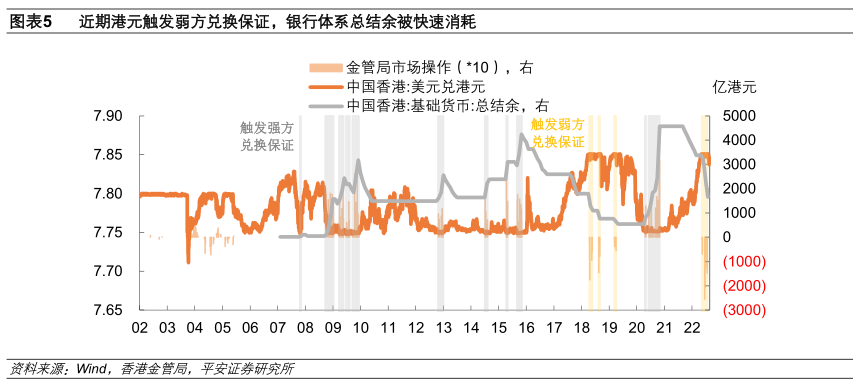 图表5 近期港元触发弱方兑换保证，银行体系总结余被快速消耗
金管局市场操作（*10），右
中国香港:美元兑港元
中国香港:基础货币:总结余，右
亿港元
触发强方
兑换保证
触发弱方
兑换保证
7.90
7.85
7.80
7.75
7.70
7.65
5000
4000
3000
2000
1000
0
(1000)
(2000)
(3000)
02 03 04 05 06 07 08 09 10 11 12 13 14 15 16 17 18 19 20 21 22
资料来源：Wind，香港金管局，平安证券研究所